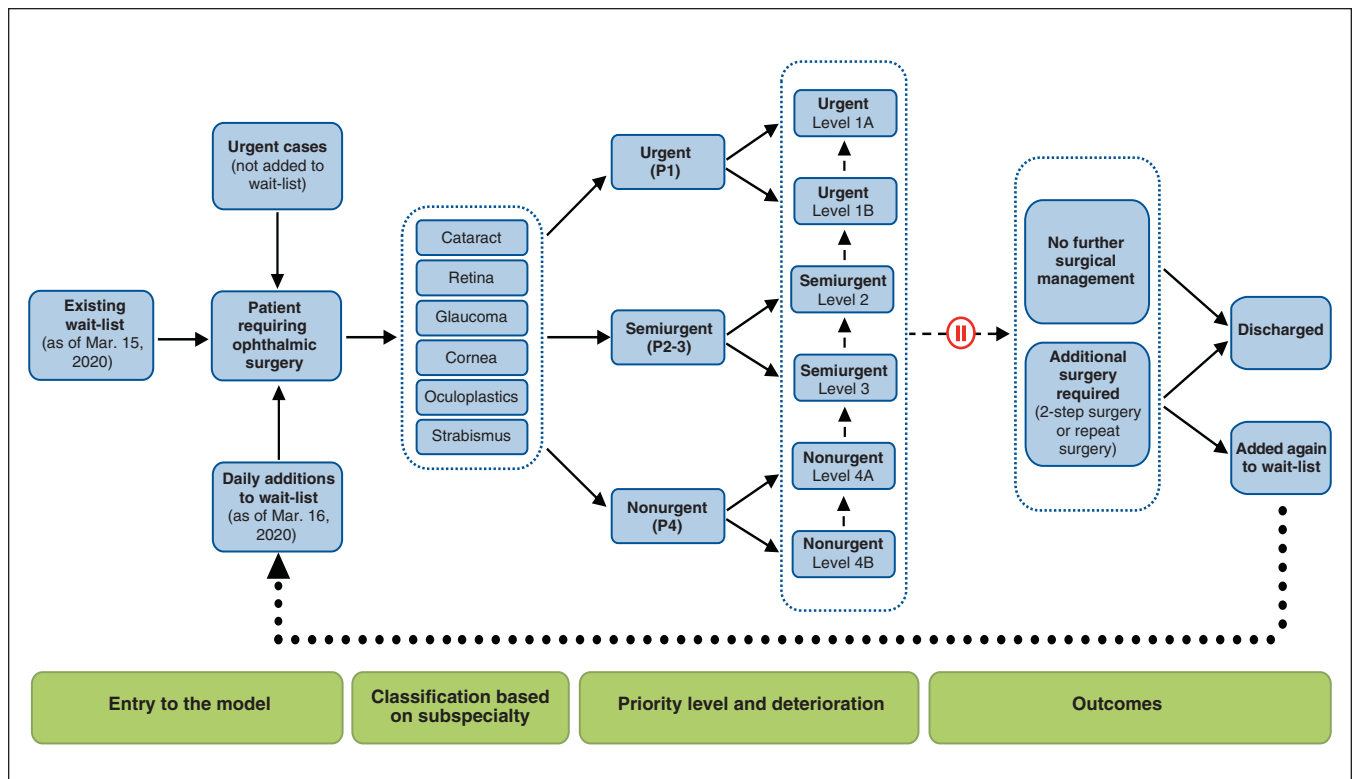 Urgent cases
(not added to
wait-list)
Existing
wait-list
(as of Mar. 15,
2020)
Patient
requiring
ophthalmic
surgery
Daily additions
to wait-list
(as of Mar. 16,
2020)
Cataract
Retina
Glaucoma
Cornea
Oculoplastics
Strabismus
Urgent
(P1)
Semiurgent
(P2-3)
Nonurgent
(P4)
Urgent
Level 1A
Urgent
Level 1B
Semiurgent
Level 2
Semiurgent
Level 3
Nonurgent
Level 4A
Nonurgent
Level 4B
No further
surgical
management
Additional
surgery
required
(2-step surgery
or repeat
surgery)
Discharged
Added again
to wait-list
Entry to the model
Classification based
on subspecialty
Priority level and deterioration
Outcomes